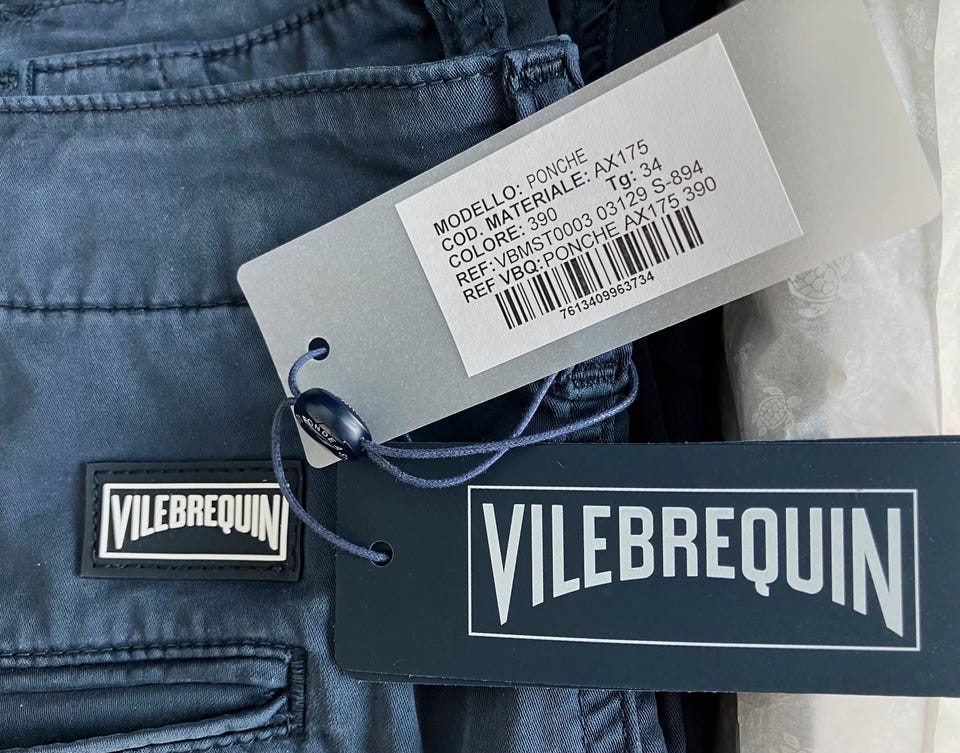 MODELLO: PONCHE
COD. MATERIALE: AX175
COLORE: 390 Tg: 34
REF:VBMST0003 03129 S-894
REF VBQ:PONCHE AX175 390
7613409963734
VILEBREQUIN
VILEBREQUIN